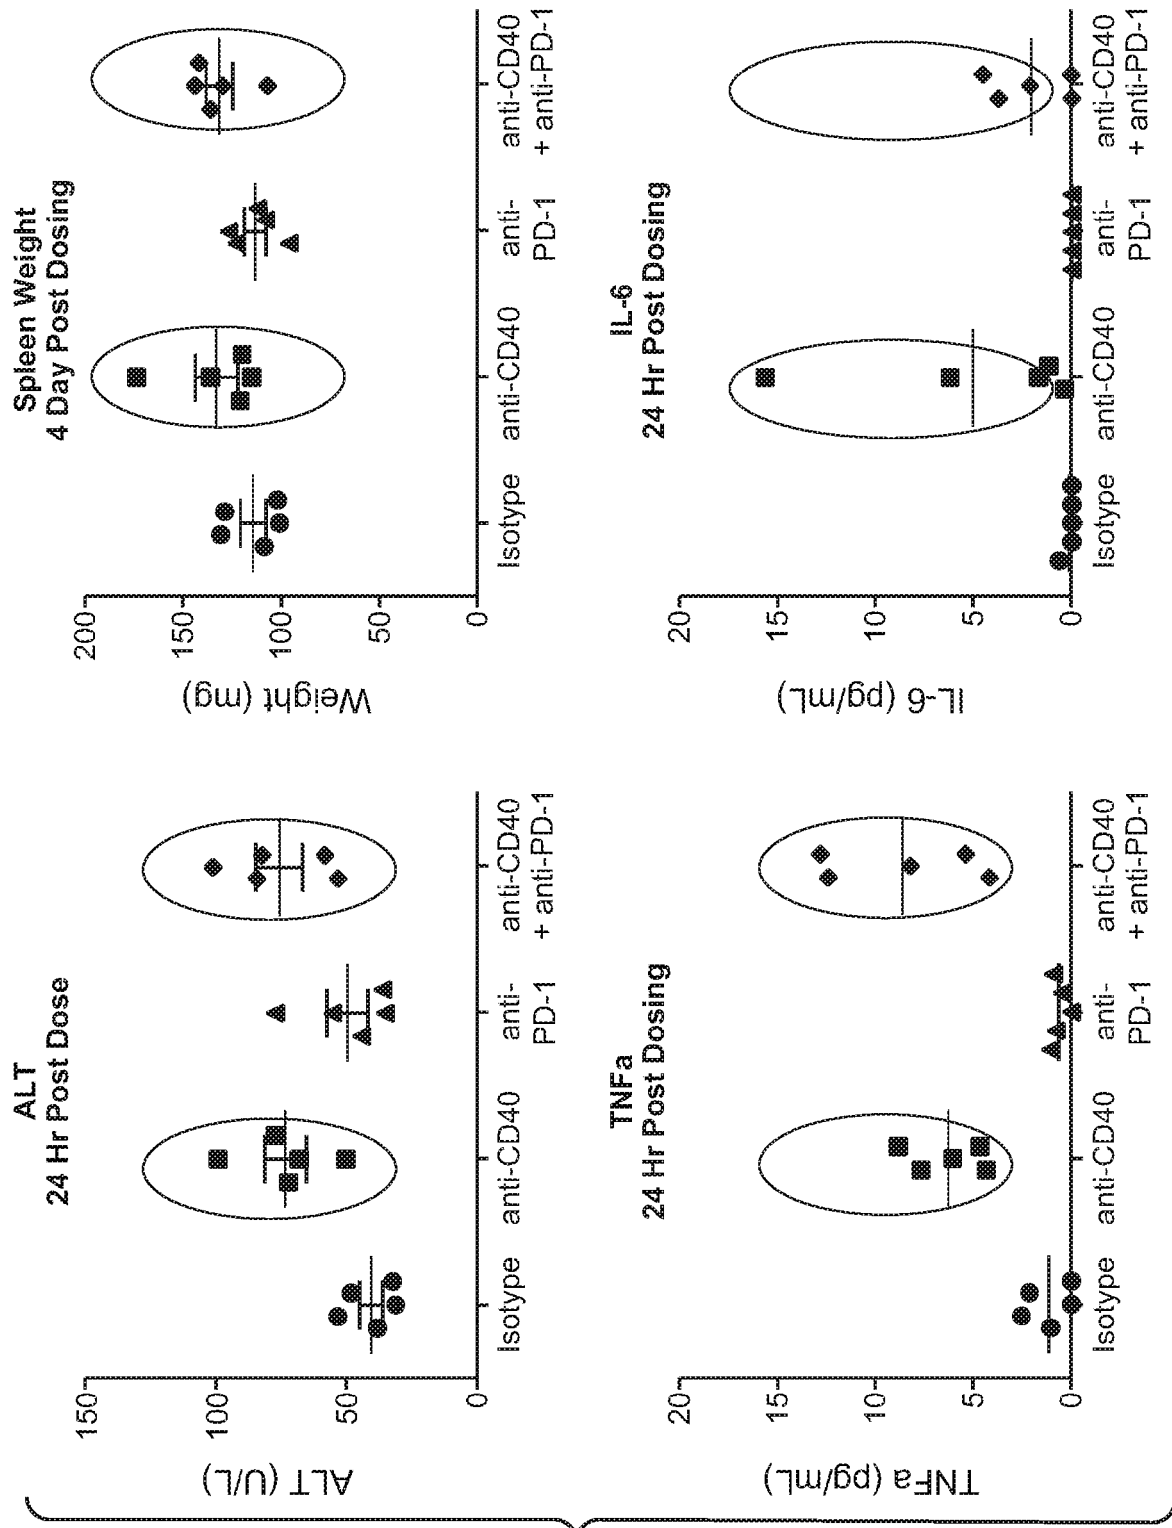 ALT
24 Hr Post Dose
ALT (U/L)
150
100
50
0
Isotype
anti-CD40
anti-
PD-1
anti-CD40
+ anti-PD-1
Spleen Weight
4 Day Post Dosing
Weight (mg)
200
150
100
50
0
Isotype
anti-CD40
anti-
PD-1
anti-CD40
+ anti-PD-1
TNFa
24 Hr Post Dosing
TNFa (pg/mL)
20
15
10
5
0
Isotype
anti-CD40
anti-
PD-1
anti-CD40
+ anti-PD-1
IL-6
24 Hr Post Dosing
IL-6 (pg/mL)
20
15
10
5
0
Isotype
anti-CD40
anti-
PD-1
anti-CD40
+ anti-PD-1